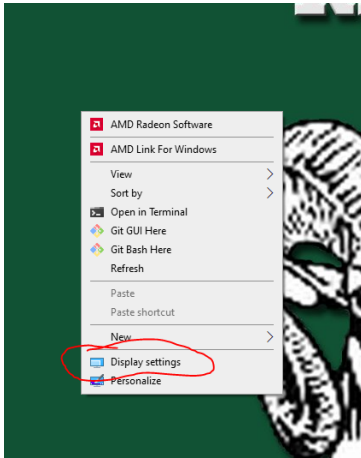 AMD Radeon Software
AMD Link For Windows
View
Sort by
Open in Terminal
Git GUI Here
Git Bash Here
Refresh
Paste
Paste shortcut
New
Display settings
Personalize